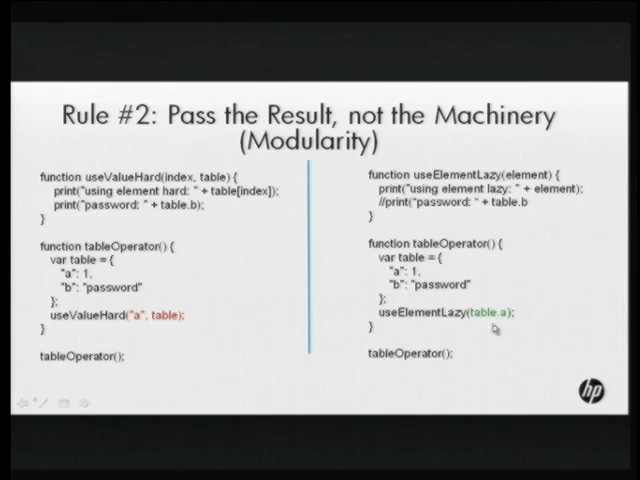 Rule #2: Pass the Result, not the Machinery
(Modularity)
function useValueHard(index, table) {
print("using element hard: " + table[index]);
print("password: " + table.b);
}
function tableOperator() {
var table = {
"a": 1,
"b": "password"
};
useValueHard("a", table);
}
tableOperator();
function useElementLazy(element) {
print("using element lazy: " + element);
//print("password: " + table.b
}
function tableOperator() {
var table = {
"a": 1,
"b": "password"
};
useElementLazy(table.a);
}
tableOperator();
hp